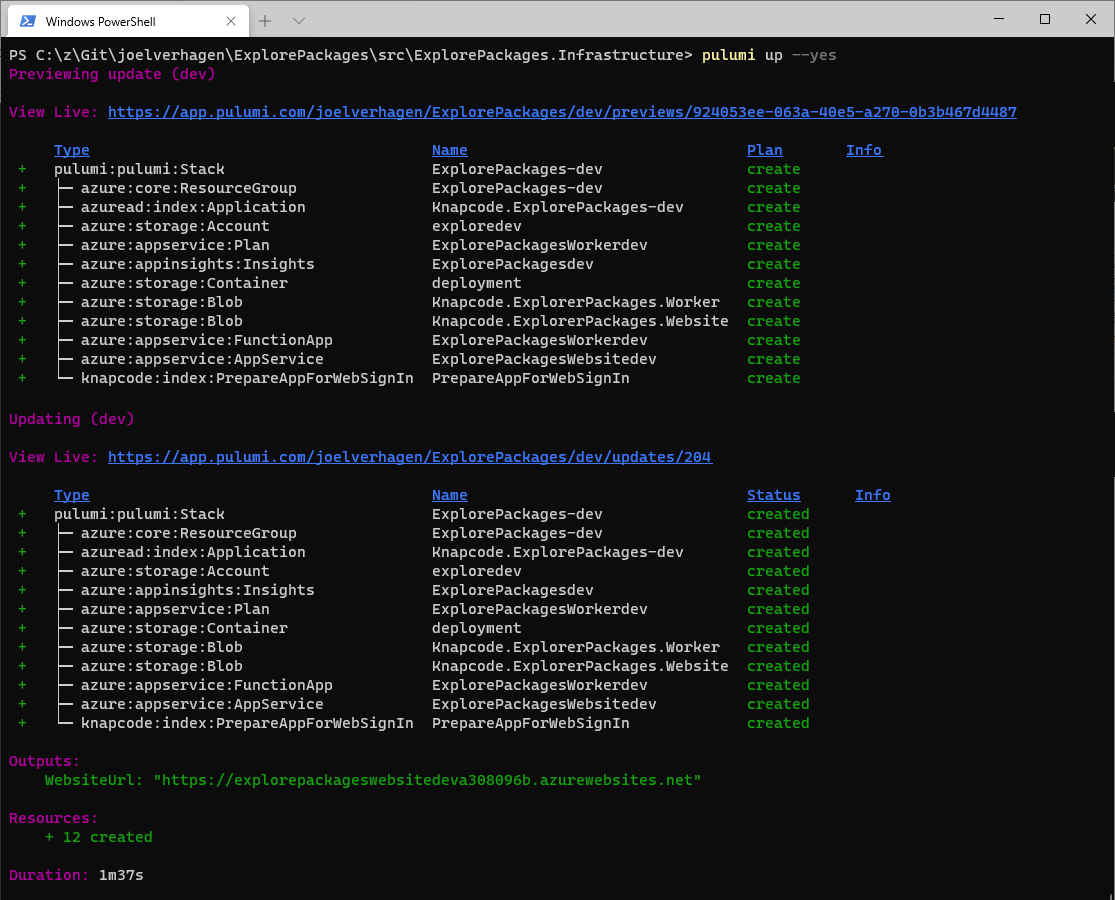 Windows PowerShell
PS C:\z\Git\joelverhagen\ExplorePackages\src\ExplorePackages.Infrastructure> pulumi up --yes
Previewing update (dev)
View Live: https://app.pulumi.com/joelverhagen/ExplorePackages/dev/previews/924053ee-063a-40e5-a270-0b3b467d4487
Type Name Plan Info
+ pulumi:pulumi:Stack ExplorePackages-dev create
+ ├─ azure:core:ResourceGroup ExplorePackages-dev create
+ ├─ azuread:index:Application Knapcode.ExplorePackages-dev create
+ ├─ azure:storage:Account exploredev create
+ ├─ azure:appservice:Plan ExplorePackagesWorkerdev create
+ ├─ azure:appinsights:Insights ExplorePackagesdev create
+ ├─ azure:storage:Container deployment create
+ ├─ azure:storage:Blob Knapcode.ExplorerPackages.Worker create
+ ├─ azure:storage:Blob Knapcode.ExplorerPackages.Website create
+ ├─ azure:appservice:FunctionApp ExplorePackagesWorkerdev create
+ ├─ azure:appservice:AppService ExplorePackagesWebsitedev create
+ └─ knapcode:index:PrepareAppForWebSignIn PrepareAppForWebSignIn create
Updating (dev)
View Live: https://app.pulumi.com/joelverhagen/ExplorePackages/dev/updates/204
Type Name Status Info
+ pulumi:pulumi:Stack ExplorePackages-dev created
+ ├─ azure:core:ResourceGroup ExplorePackages-dev created
+ ├─ azuread:index:Application Knapcode.ExplorePackages-dev created
+ ├─ azure:storage:Account exploredev created
+ ├─ azure:appinsights:Insights ExplorePackagesdev created
+ ├─ azure:appservice:Plan ExplorePackagesWorkerdev created
+ ├─ azure:storage:Container deployment created
+ ├─ azure:storage:Blob Knapcode.ExplorerPackages.Worker created
+ ├─ azure:storage:Blob Knapcode.ExplorerPackages.Website created
+ ├─ azure:appservice:FunctionApp ExplorePackagesWorkerdev created
+ ├─ azure:appservice:AppService ExplorePackagesWebsitedev created
+ └─ knapcode:index:PrepareAppForWebSignIn PrepareAppForWebSignIn created
Outputs:
WebsiteUrl: "https://explorepackageswebsitedeva308096b.azurewebsites.net"
Resources:
+ 12 created
Duration: 1m37s